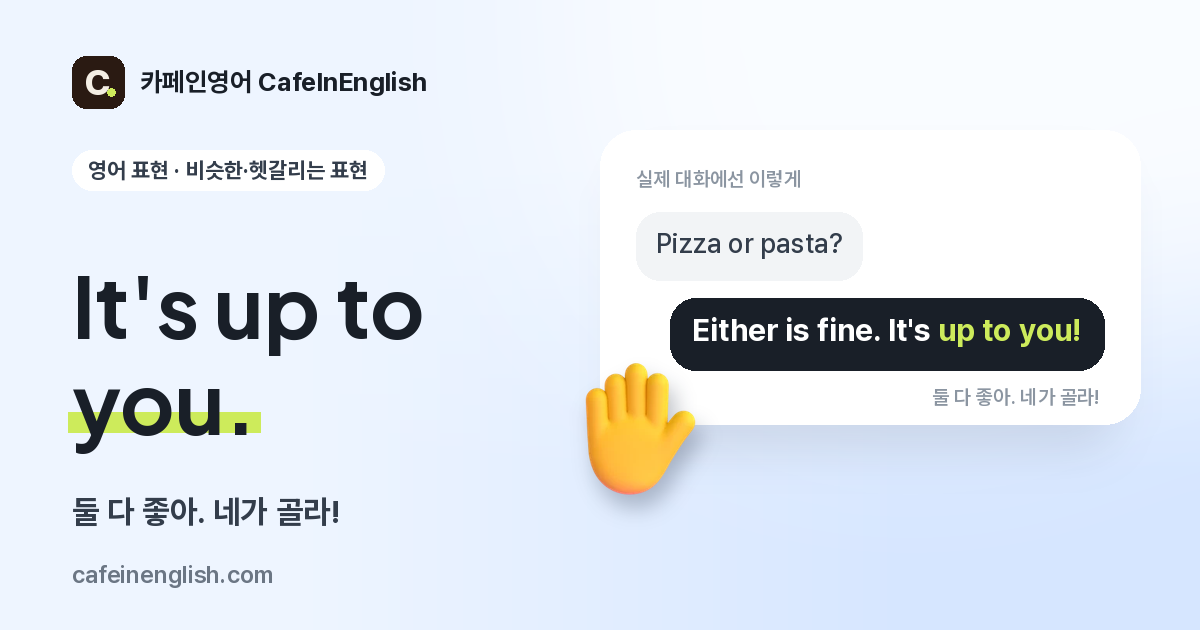 C
카페인영어 CafeInEnglish
영어 표현 · 비슷한·헷갈리는 표현
It's up to
you.
둘 다 좋아. 네가 골라!
cafeinenglish.com
실제 대화에선 이렇게
Pizza or pasta?
Either is fine. It's up to you!
둘 다 좋아. 네가 골라!